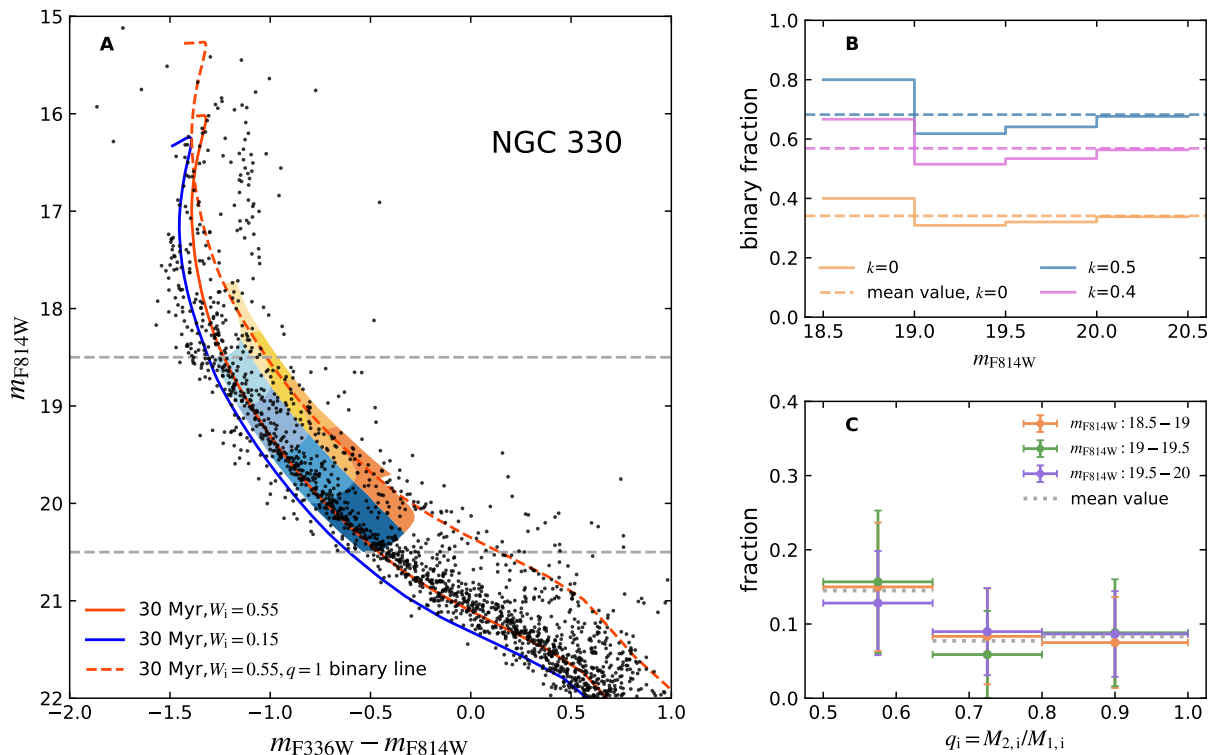 A
NGC 330
15
16
17
18
19
20
21
22
m_F814W
30 Myr, W_i = 0.55
30 Myr, W_i = 0.15
30 Myr, W_i = 0.55, q = 1 binary line
−2.0 −1.5 −1.0 −0.5 0.0 0.5 1.0
m_F336W − m_F814W
B
1.0
0.8
0.6
0.4
0.2
0.0
binary fraction
k=0
mean value, k=0
k=0.5
k=0.4
18.5 19.0 19.5 20.0 20.5
m_F814W
C
0.4
0.3
0.2
0.1
0.0
fraction
m_F814W : 18.5−19
m_F814W : 19−19.5
m_F814W : 19.5−20
mean value
0.5 0.6 0.7 0.8 0.9 1.0
q_i = M_2,i/M_1,i